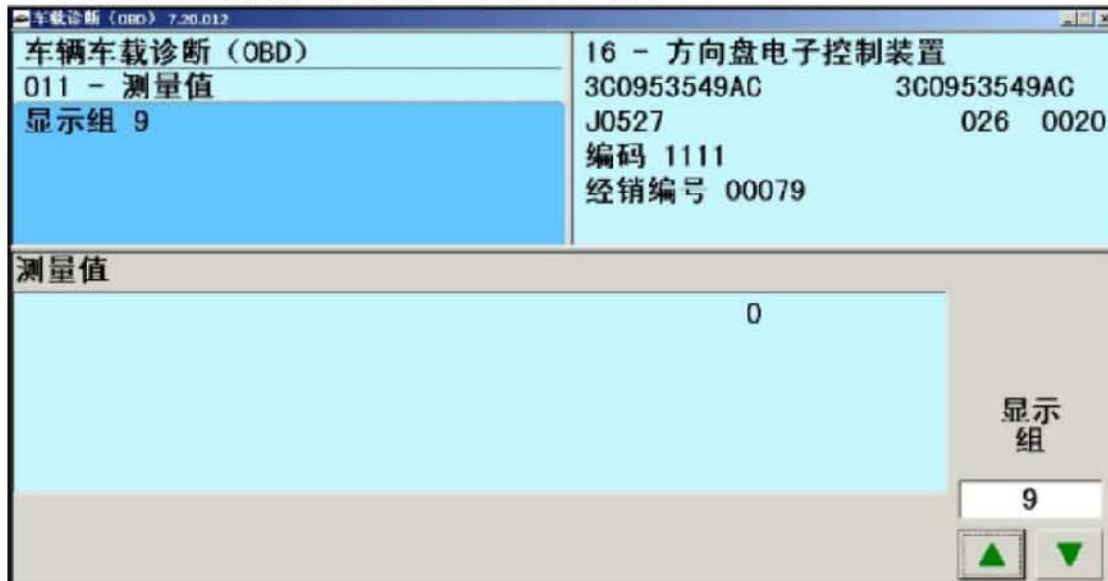 车载诊断（OBD） 7.20.012
车辆车载诊断（OBD）
011 - 测量值
显示组 9
16 - 方向盘电子控制装置
3C0953549AC 3C0953549AC
J0527 026 0020
编码 1111
经销编号 00079
测量值
0
显示
组
9